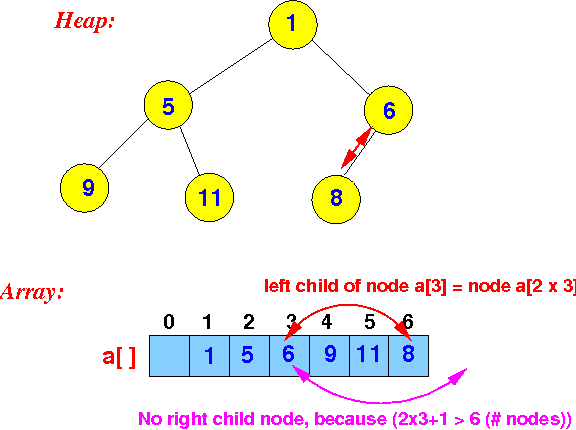 Heap:
1
5
6
9
11
8
Array:
left child of node a[3] = node a[2 x 3]
0 1 2 3 4 5 6
a[ ] 1 5 6 9 11 8
No right child node, because (2x3+1 > 6 (# nodes))